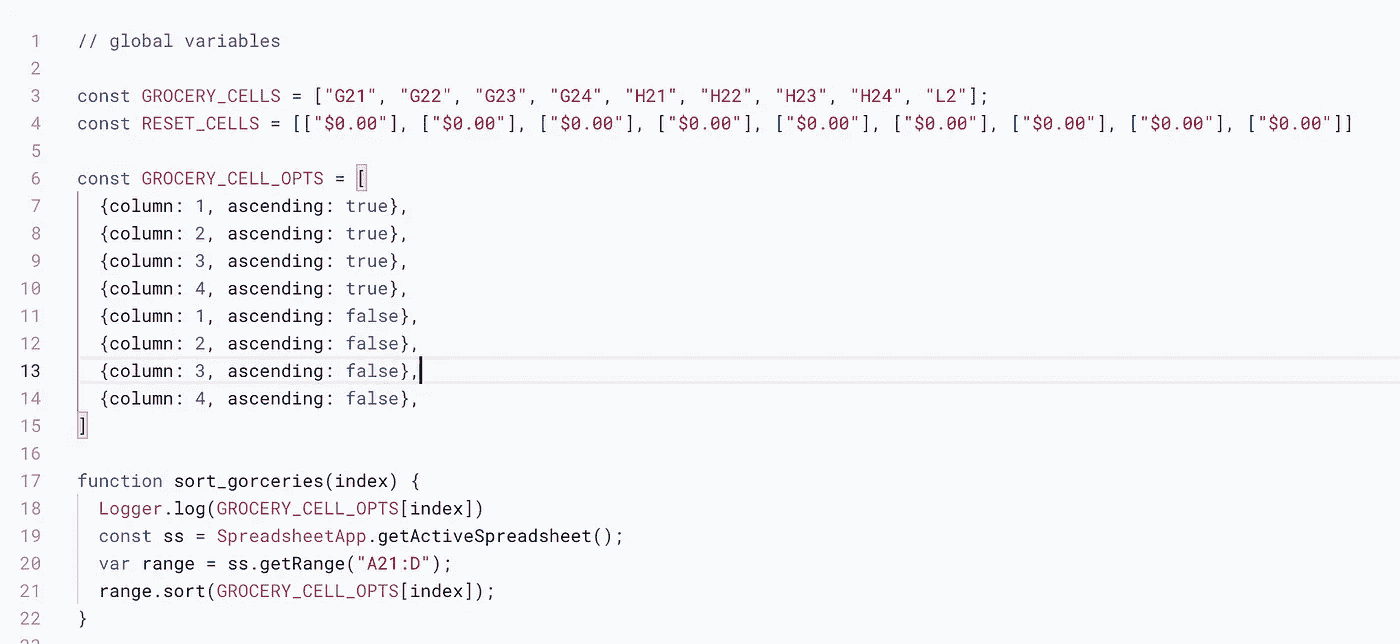 1 // global variables
2
3 const GROCERY_CELLS = ["G21", "G22", "G23", "G24", "H21", "H22", "H23", "H24", "L2"];
4 const RESET_CELLS = [["$0.00"], ["$0.00"], ["$0.00"], ["$0.00"], ["$0.00"], ["$0.00"], ["$0.00"], ["$0.00"], ["$0.00"]]
5
6 const GROCERY_CELL_OPTS = [
7 {column: 1, ascending: true},
8 {column: 2, ascending: true},
9 {column: 3, ascending: true},
10 {column: 4, ascending: true},
11 {column: 1, ascending: false},
12 {column: 2, ascending: false},
13 {column: 3, ascending: false},
14 {column: 4, ascending: false},
15 ]
16
17 function sort_gorceries(index) {
18 Logger.log(GROCERY_CELL_OPTS[index])
19 const ss = SpreadsheetApp.getActiveSpreadsheet();
20 var range = ss.getRange("A21:D");
21 range.sort(GROCERY_CELL_OPTS[index]);
22 }